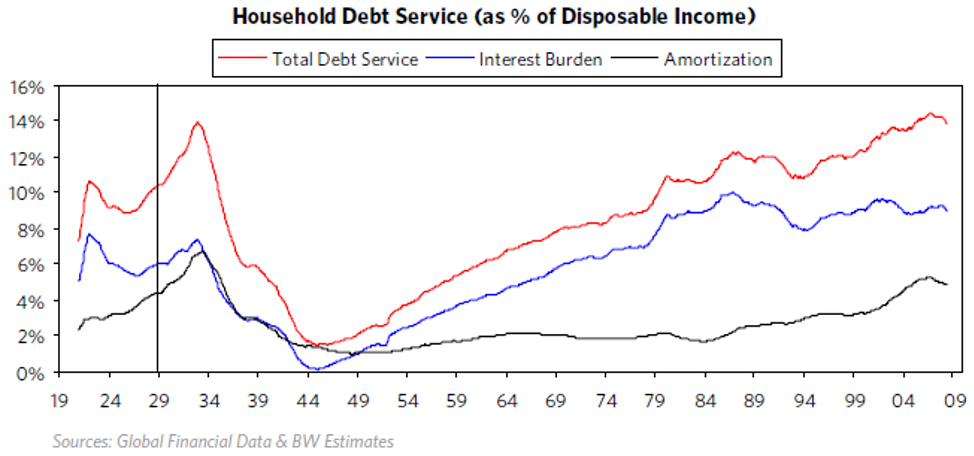 Household Debt Service (as % of Disposable Income)
Total Debt Service Interest Burden Amortization
16%
14%
12%
10%
8%
6%
4%
2%
0%
19 24 29 34 39 44 49 54 59 64 69 74 79 84 89 94 99 04 09
Sources: Global Financial Data & BW Estimates